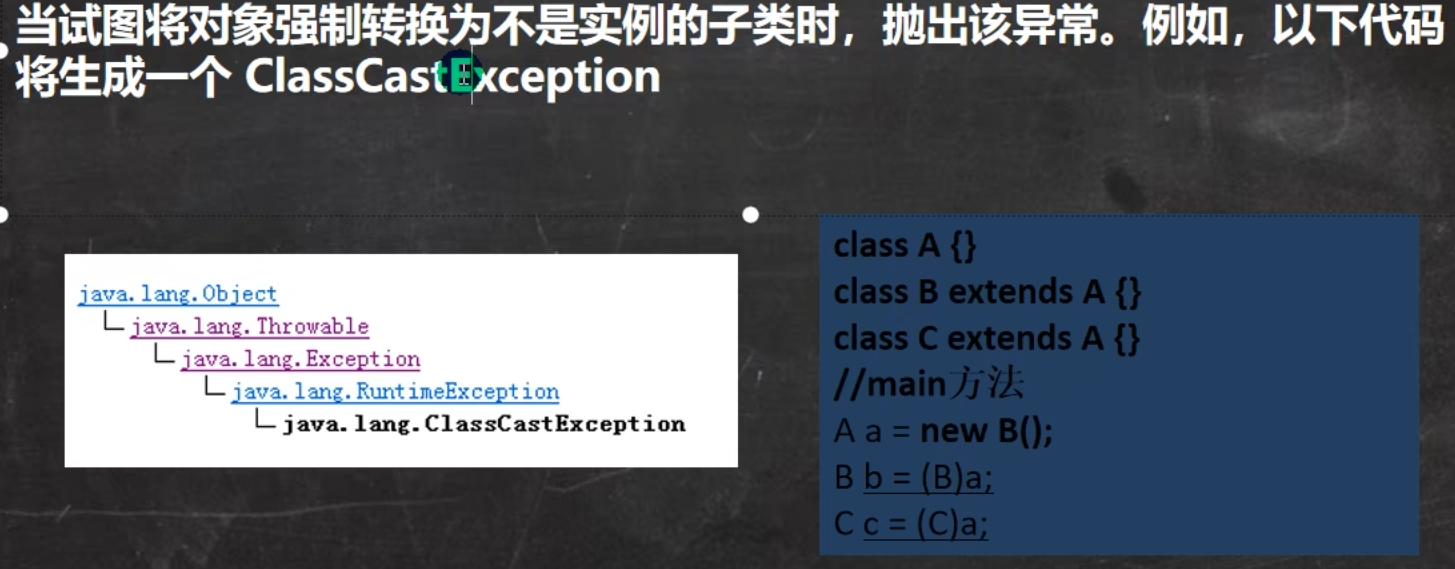 当试图将对象强制转换为不是实例的子类时，抛出该异常。例如，以下代码
将生成一个 ClassCastException
java.lang.Object
java.lang.Throwable
java.lang.Exception
java.lang.RuntimeException
java.lang.ClassCastException
class A {}
class B extends A {}
class C extends A {}
//main方法
A a = new B();
B b = (B)a;
C c = (C)a;